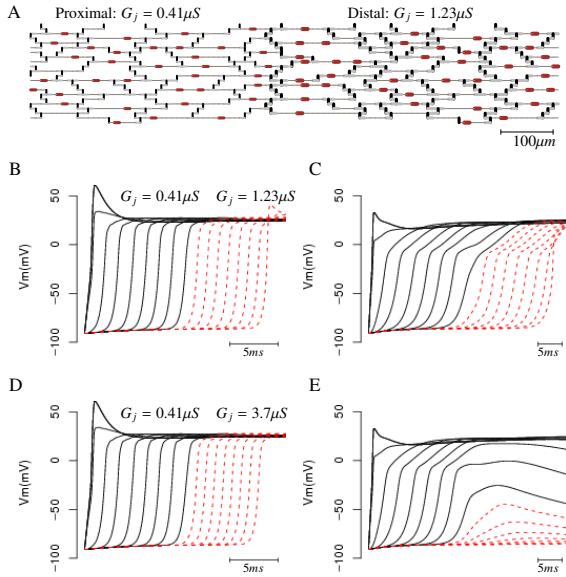 A Proximal: Gj = 0.41μS Distal: Gj = 1.23μS
100μm
B C
Gj = 0.41μS Gj = 1.23μS
Vm(mV)
50
0
−50
−100
5ms
Vm(mV)
50
0
−50
−100
5ms
D E
Gj = 0.41μS Gj = 3.7μS
Vm(mV)
50
0
−50
−100
5ms
Vm(mV)
50
0
−50
−100
5ms